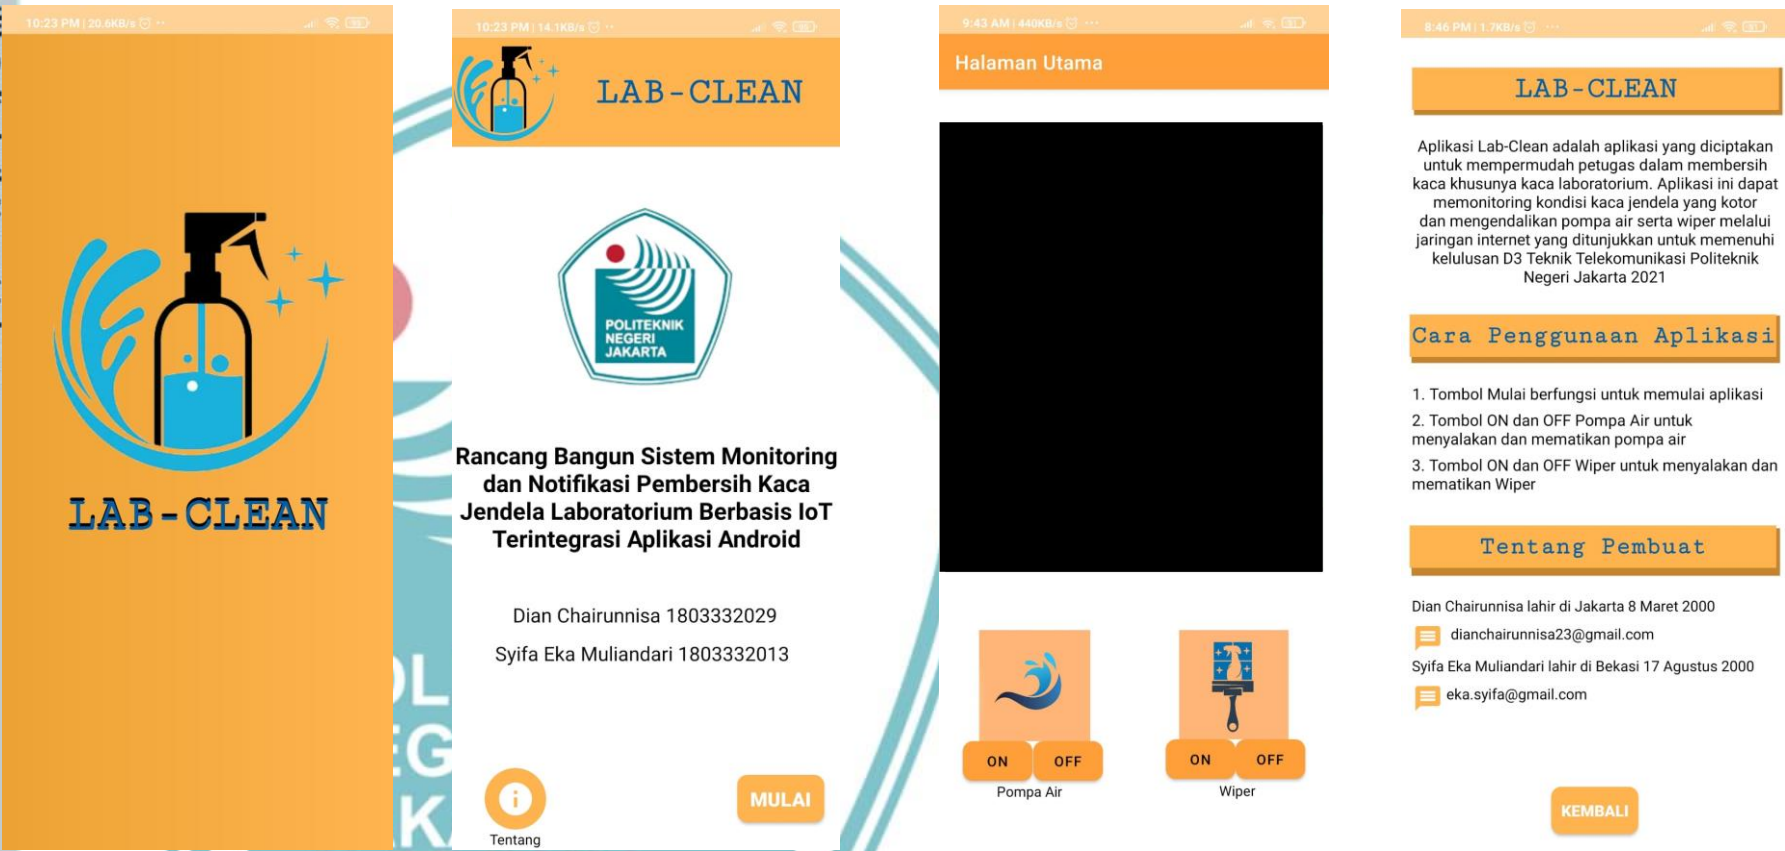 10:23 PM | 20.6KB/s
LAB-CLEAN
10:23 PM | 14.1KB/s
LAB-CLEAN
POLITEKNIK
NEGERI
JAKARTA
Rancang Bangun Sistem Monitoring
dan Notifikasi Pembersih Kaca
Jendela Laboratorium Berbasis IoT
Terintegrasi Aplikasi Android
Dian Chairunnisa 1803332029
Syifa Eka Muliandari 1803332013
Tentang
MULAI
9:43 AM | 440KB/s
Halaman Utama
ON OFF
Pompa Air
ON OFF
Wiper
8:46 PM | 1.7KB/s
LAB-CLEAN
Aplikasi Lab-Clean adalah aplikasi yang diciptakan
untuk mempermudah petugas dalam membersih
kaca khusunya kaca laboratorium. Aplikasi ini dapat
memonitoring kondisi kaca jendela yang kotor
dan mengendalikan pompa air serta wiper melalui
jaringan internet yang ditunjukkan untuk memenuhi
kelulusan D3 Teknik Telekomunikasi Politeknik
Negeri Jakarta 2021
Cara Penggunaan Aplikasi
1. Tombol Mulai berfungsi untuk memulai aplikasi
2. Tombol ON dan OFF Pompa Air untuk
menyalakan dan mematikan pompa air
3. Tombol ON dan OFF Wiper untuk menyalakan dan
mematikan Wiper
Tentang Pembuat
Dian Chairunnisa lahir di Jakarta 8 Maret 2000
dianchairunnisa23@gmail.com
Syifa Eka Muliandari lahir di Bekasi 17 Agustus 2000
eka.syifa@gmail.com
KEMBALI